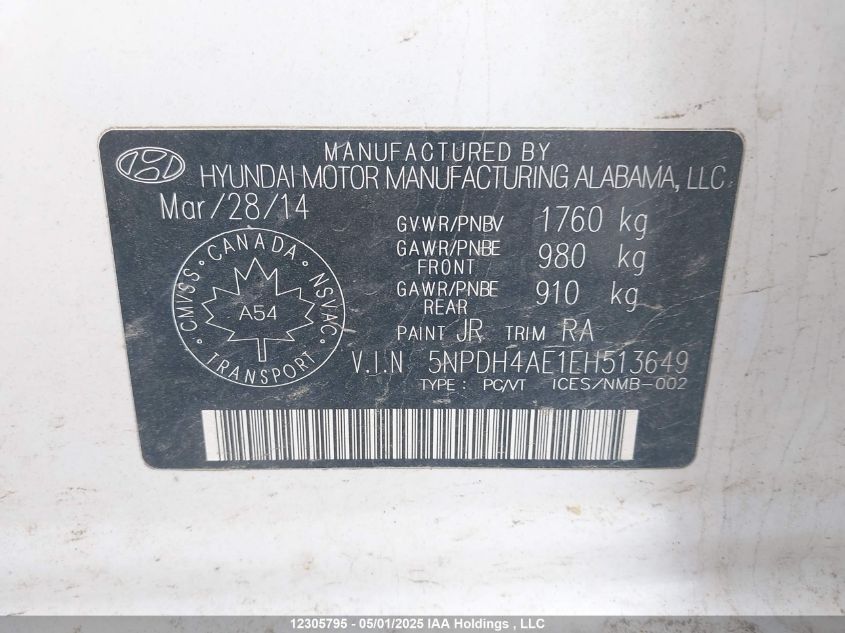 MANUFACTURED BY
HYUNDAI MOTOR MANUFACTURING ALABAMA, LLC
Mar/28/14
GVWR/PNBV 1760 kg
GAWR/PNBE FRONT 980 kg
GAWR/PNBE REAR 910 kg
PAINT JR TRIM RA
CANADA
CMVSS NSVAC
A54
TRANSPORT
V.I.N 5NPDH4AE1EH513649
TYPE : PC/VT ICES/NMB-002
12305795 - 05/01/2025 IAA Holdings , LLC